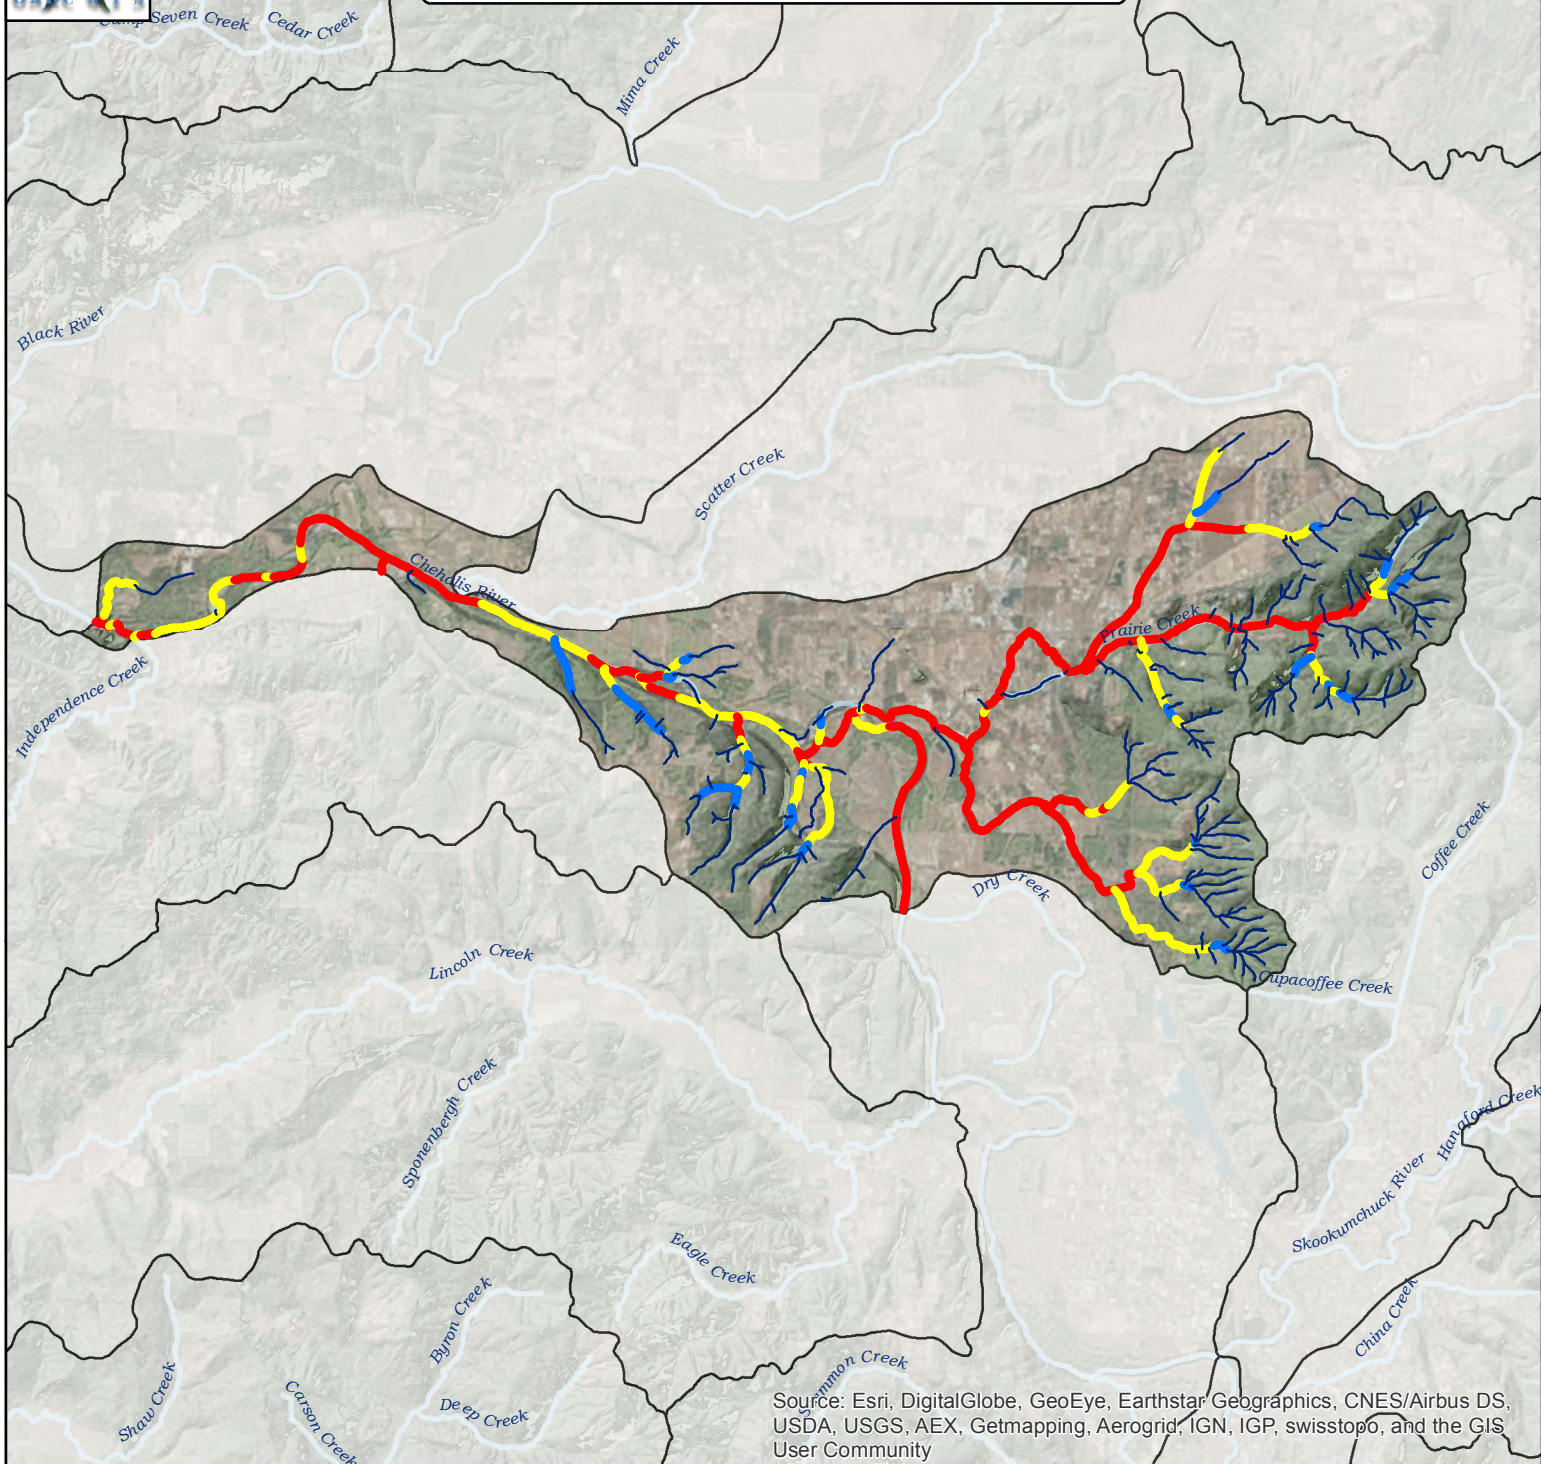 Seven Creek
Cedar Creek
Mima Creek
Black River
Scatter Creek
Chehalis River
Prairie Creek
Independence Creek
Dry Creek
Coffee Creek
Cupacoffee Creek
Lincoln Creek
Sponenbergh Creek
Hanaford Creek
Skookumchuck River
Eagle Creek
Byron Creek
China Creek
Shaw Creek
Carson Creek
Deep Creek
Creek
Source: Esri, DigitalGlobe, GeoEye, Earthstar Geographics, CNES/Airbus DS,
USDA, USGS, AEX, Getmapping, Aerogrid, IGN, IGP, swisstopo, and the GIS
User Community